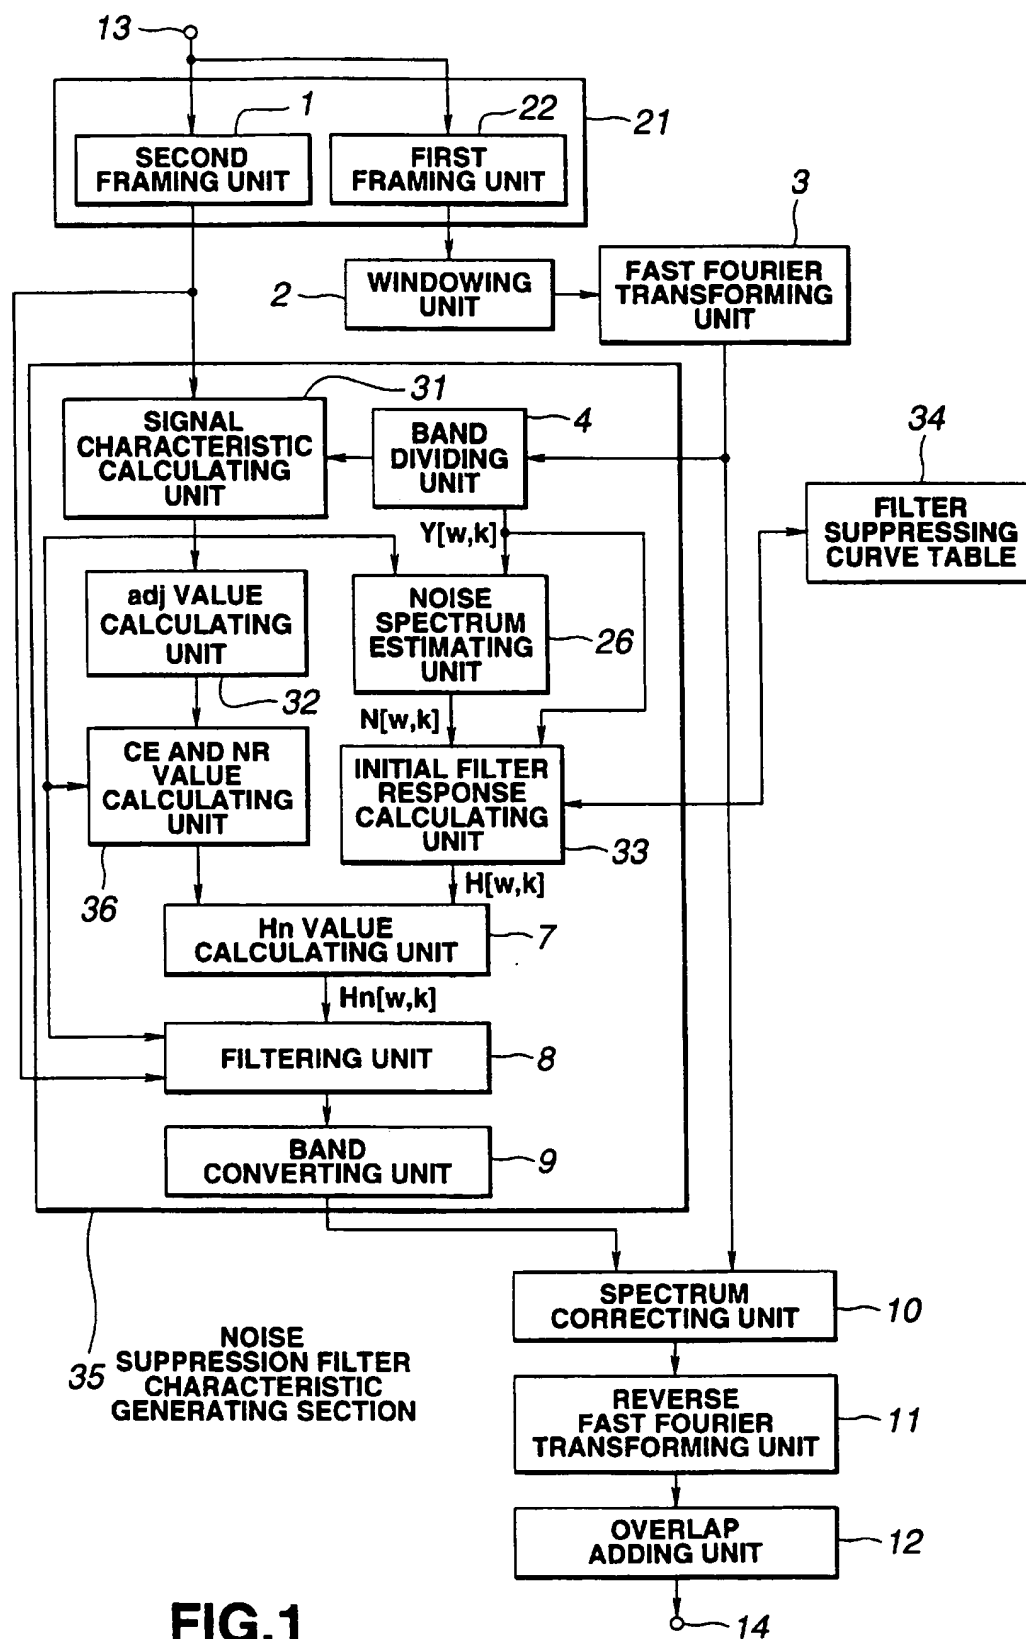 13
1
22
21
SECOND
FRAMING UNIT
FIRST
FRAMING UNIT
3
2
WINDOWING
UNIT
FAST FOURIER
TRANSFORMING
UNIT
31
4
34
SIGNAL
CHARACTERISTIC
CALCULATING
UNIT
BAND
DIVIDING
UNIT
FILTER
SUPPRESSING
CURVE TABLE
Y[w,k]
adj VALUE
CALCULATING
UNIT
NOISE
SPECTRUM
ESTIMATING
UNIT
26
32
N[w,k]
CE AND NR
VALUE
CALCULATING
UNIT
INITIAL FILTER
RESPONSE
CALCULATING
UNIT
33
36
H[w,k]
Hn VALUE
CALCULATING UNIT
7
Hn[w,k]
FILTERING UNIT
8
BAND
CONVERTING UNIT
9
SPECTRUM
CORRECTING UNIT
10
35
NOISE
SUPPRESSION FILTER
CHARACTERISTIC
GENERATING SECTION
REVERSE
FAST FOURIER
TRANSFORMING UNIT
11
OVERLAP
ADDING UNIT
12
14
FIG.1